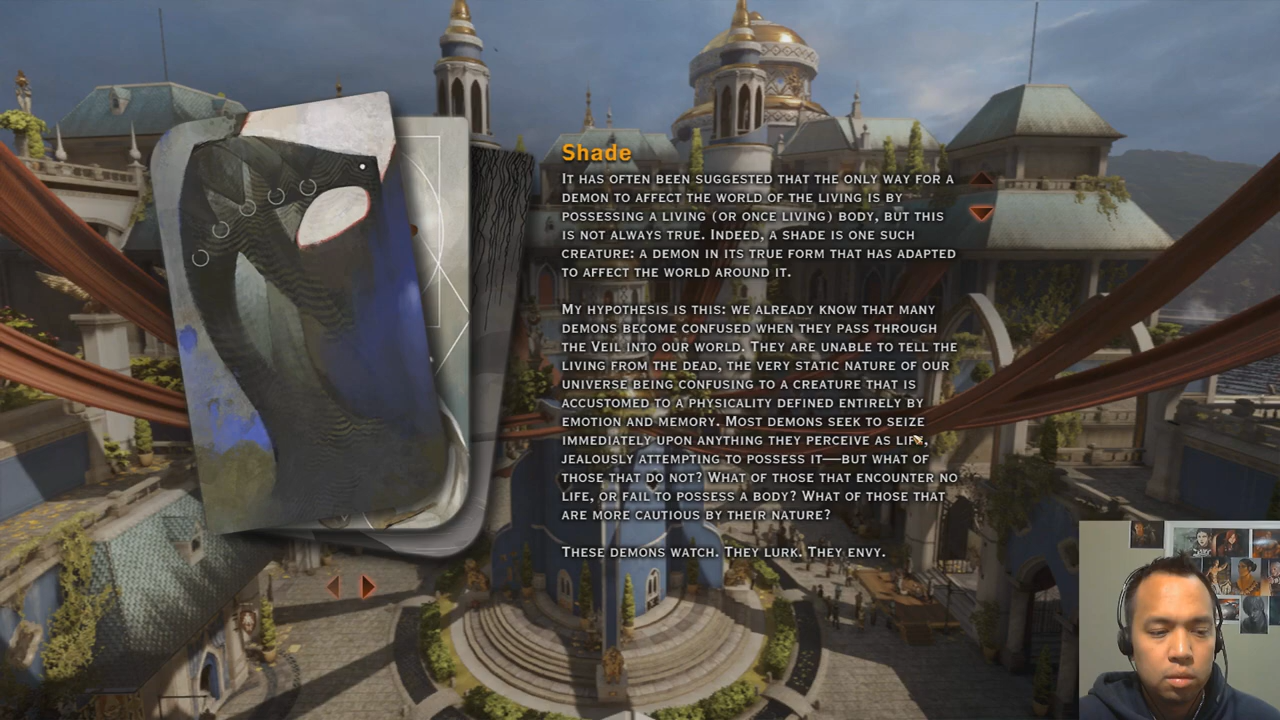 Shade
It has often been suggested that the only way for a
demon to affect the world of the living is by
possessing a living (or once living) body, but this
is not always true. Indeed, a shade is one such
creature: a demon in its true form that has adapted
to affect the world around it.
My hypothesis is this: we already know that many
demons become confused when they pass through
the Veil into our world. They are unable to tell the
living from the dead, the very static nature of our
universe being confusing to a creature that is
accustomed to a physicality defined entirely by
emotion and memory. Most demons seek to seize
immediately upon anything they perceive as life,
jealously attempting to possess it—but what of
those that do not? What of those that encounter no
life, or fail to possess a body? What of those that
are more cautious by their nature?
These demons watch. They lurk. They envy.